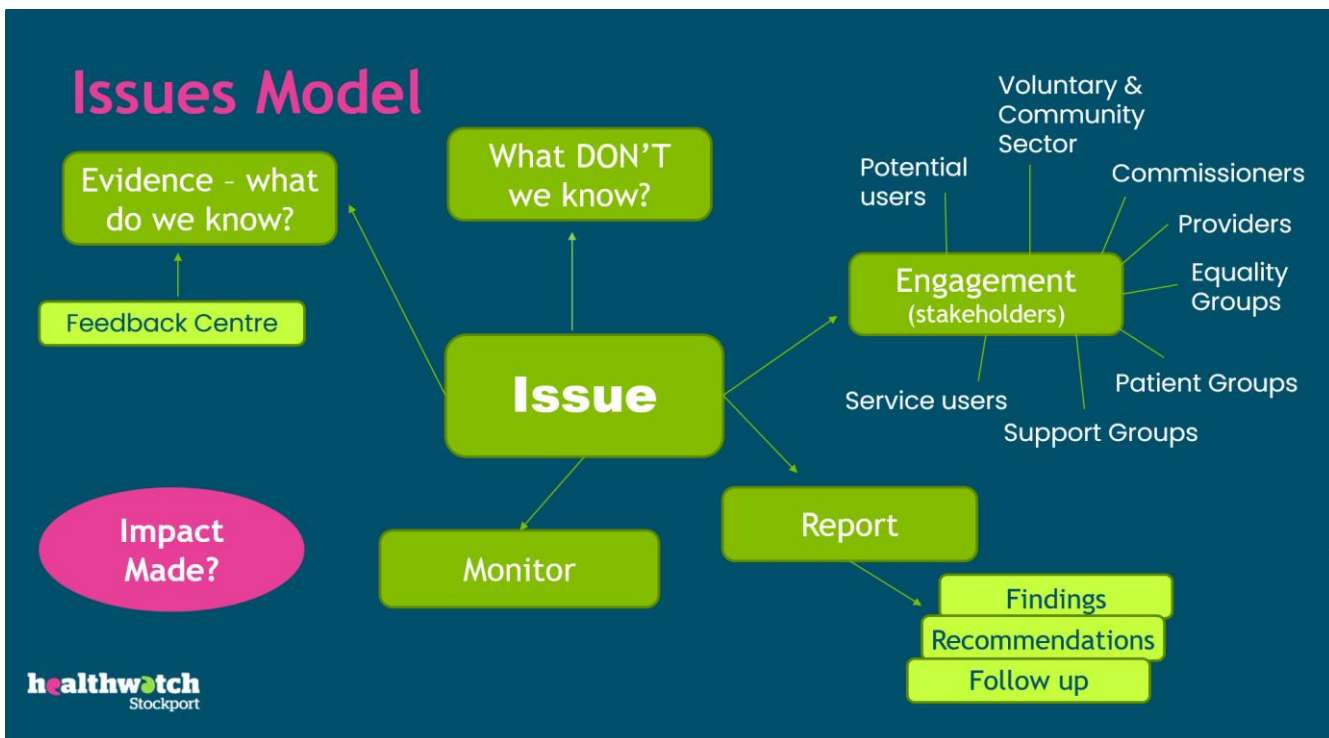 Issues Model
Evidence – what
do we know?
Feedback Centre
What DON'T
we know?
Potential
users
Voluntary &
Community
Sector
Commissioners
Providers
Equality
Groups
Engagement
(stakeholders)
Patient Groups
Service users
Support Groups
Issue
Impact
Made?
Monitor
Report
Findings
Recommendations
Follow up
healthwatch
Stockport